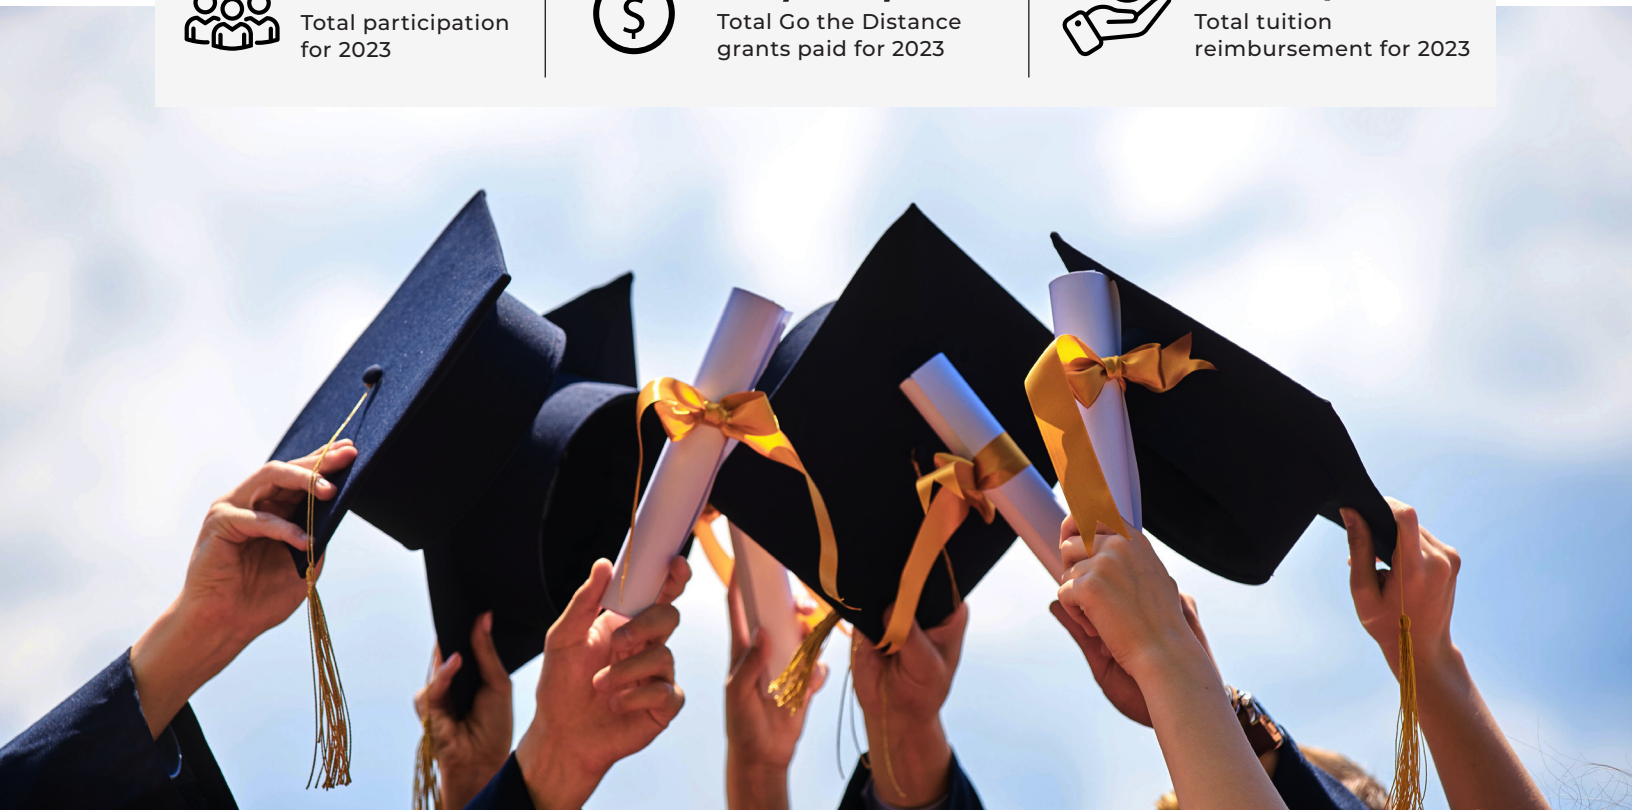 Total participation
for 2023
$
Total Go the Distance
grants paid for 2023
Total tuition
reimbursement for 2023